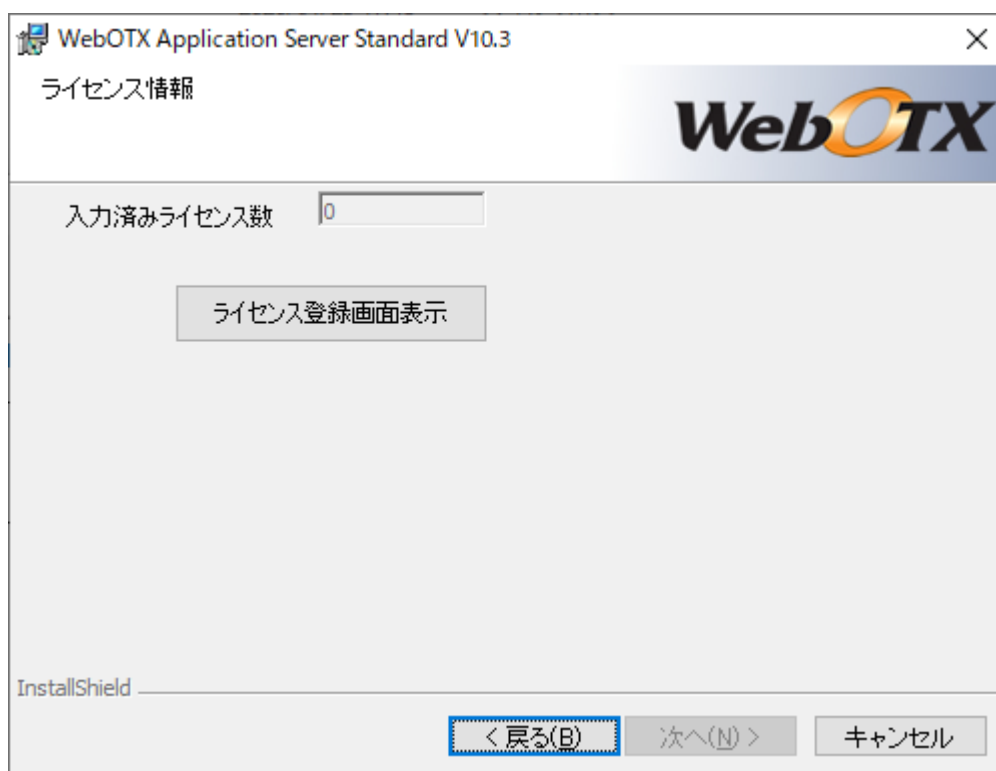 WebOTX Application Server Standard V10.3
ライセンス情報
WebOTX
入力済みライセンス数 0
ライセンス登録画面表示
InstallShield
< 戻る(B) 次へ(N) > キャンセル